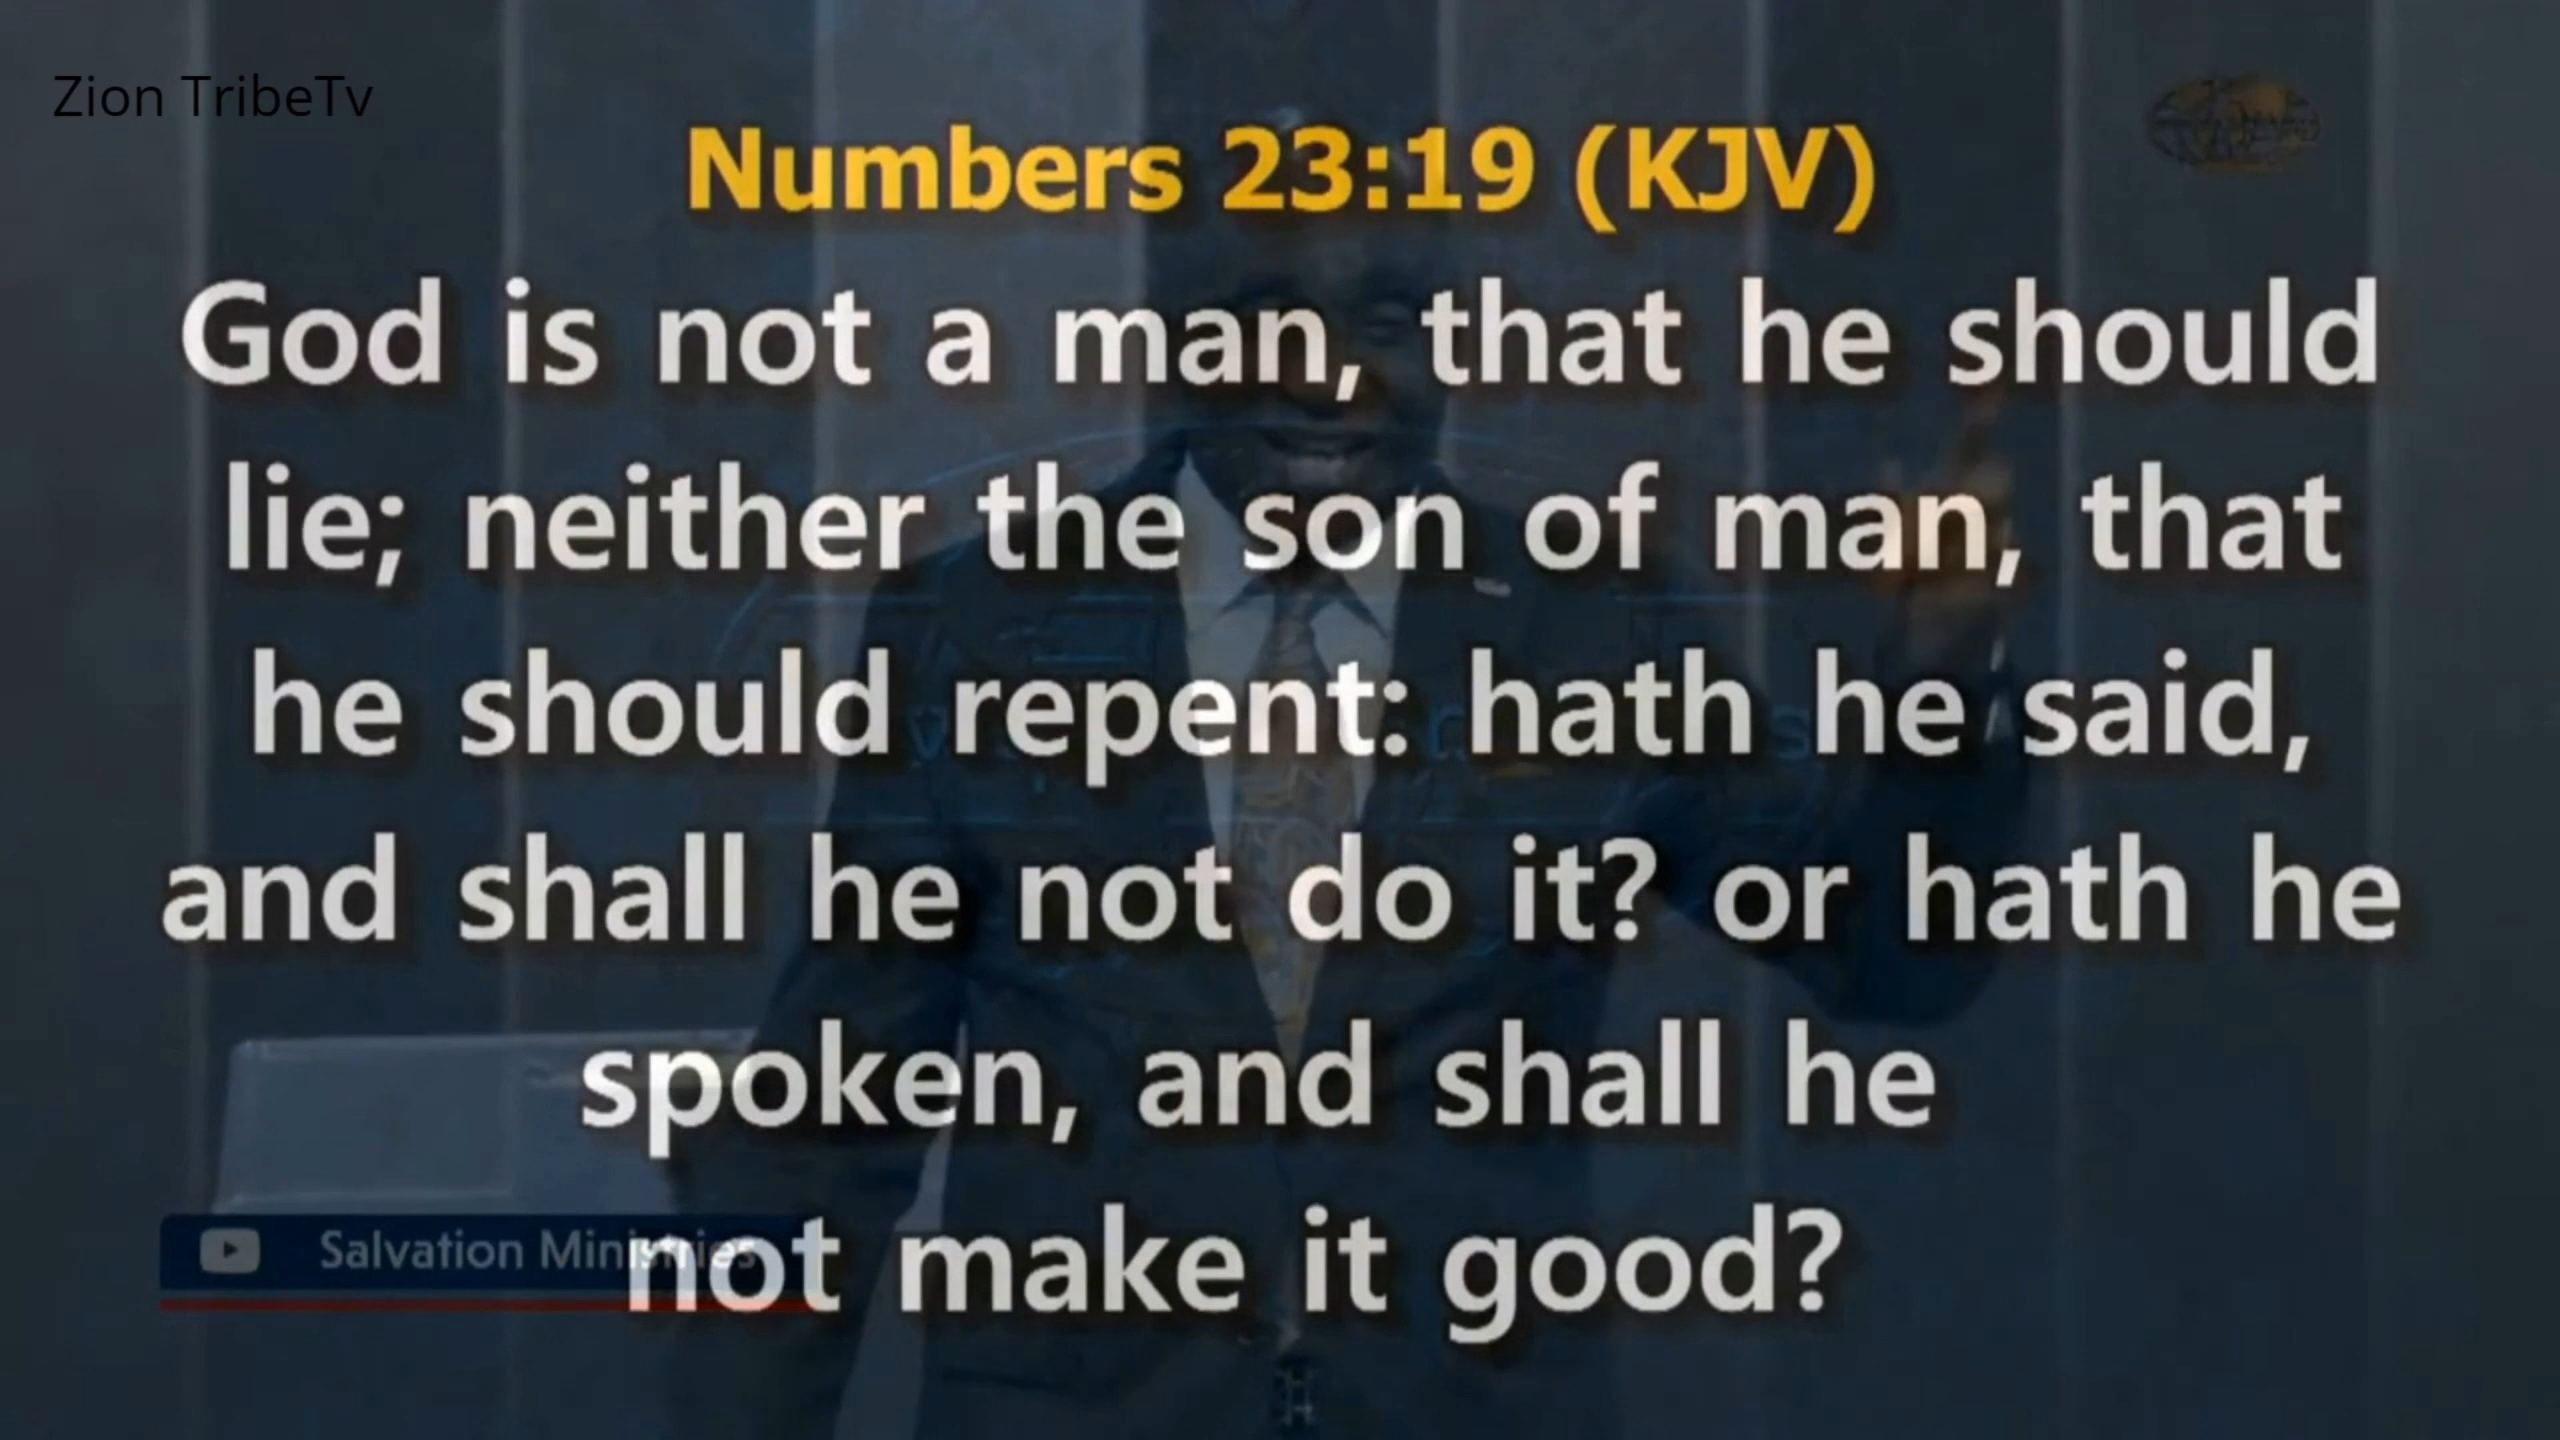 Zion TribeTv
Numbers 23:19 (KJV)
God is not a man, that he should
lie; neither the son of man, that
he should repent: hath he said,
and shall he not do it? or hath he
spoken, and shall he
not make it good?
Salvation Ministries